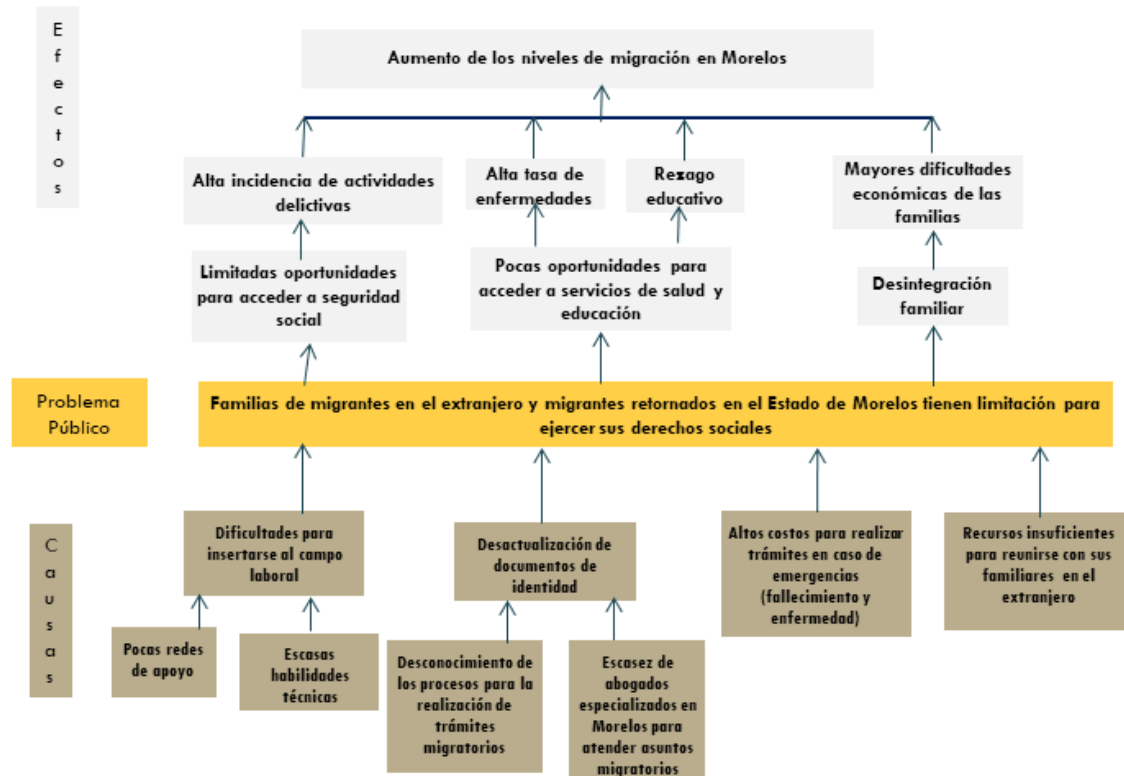 Efectos
Aumento de los niveles de migración en Morelos
Alta incidencia de actividades
delictivas
Alta tasa de
enfermedades
Rezago
educativo
Mayores dificultades
económicas de las
familias
Limitadas oportunidades
para acceder a seguridad
social
Pocas oportunidades para
acceder a servicios de salud y
educación
Desintegración
familiar
Problema
Público
Familias de migrantes en el extranjero y migrantes retornados en el Estado de Morelos tienen limitación para
ejercer sus derechos sociales
Causas
Dificultades para
insertarse al campo
laboral
Desactualización de
documentos de
identidad
Altos costos para realizar
trámites en caso de
emergencias
(fallecimiento y
enfermedad)
Recursos insuficientes
para reunirse con sus
familiares en el
extranjero
Pocas redes
de apoyo
Escasas
habilidades
técnicas
Desconocimiento de
los procesos para la
realización de
trámites
migratorios
Escasez de
abogados
especializados en
Morelos para
atender asuntos
migratorios